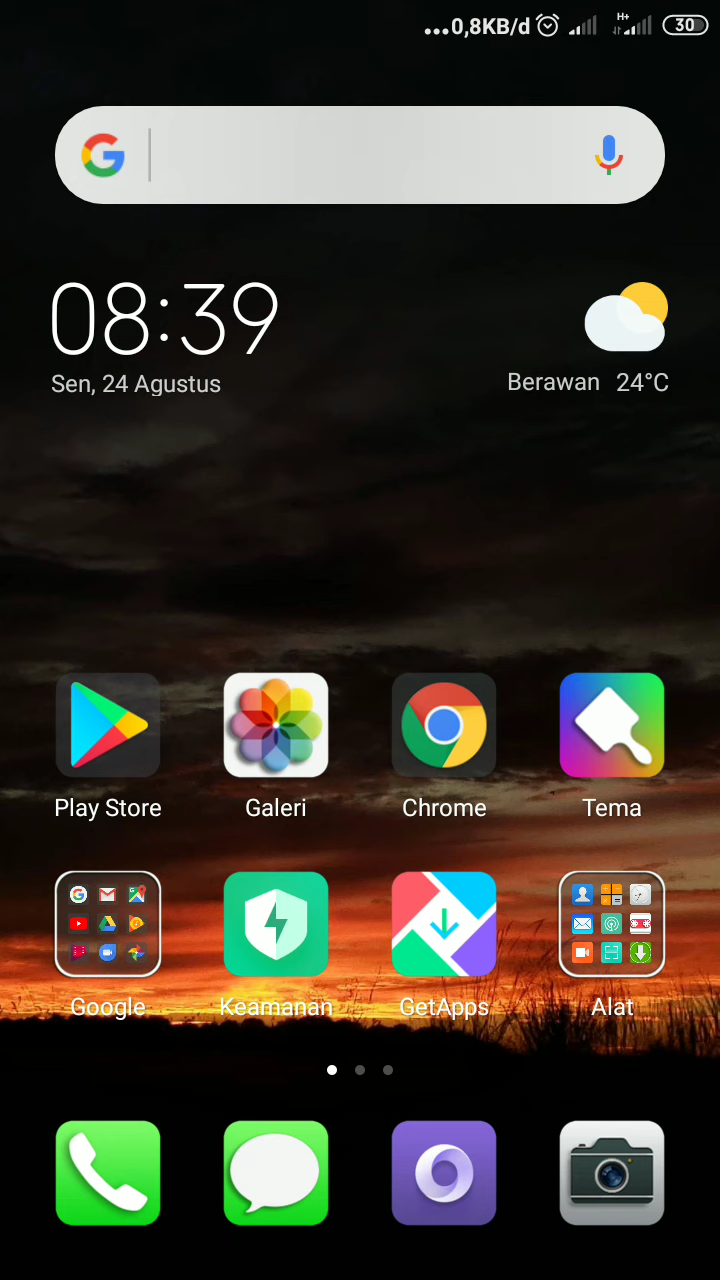 ...0,8KB/d H+ 30
08:39
Sen, 24 Agustus
Berawan 24°C
Play Store Galeri Chrome Tema
Google Keamanan GetApps Alat